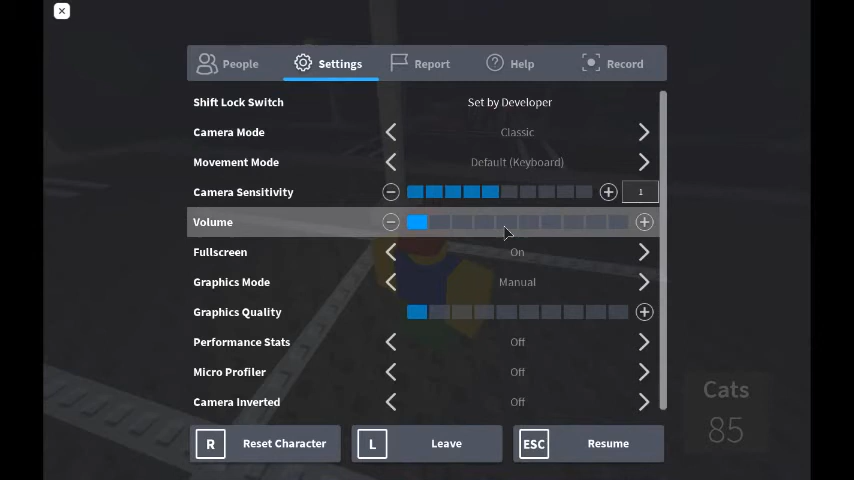 People Settings Report Help Record
Shift Lock Switch Set by Developer
Camera Mode Classic
Movement Mode Default (Keyboard)
Camera Sensitivity 1
Volume
Fullscreen On
Graphics Mode Manual
Graphics Quality
Performance Stats Off
Micro Profiler Off
Camera Inverted Off
Cats
85
R Reset Character L Leave ESC Resume